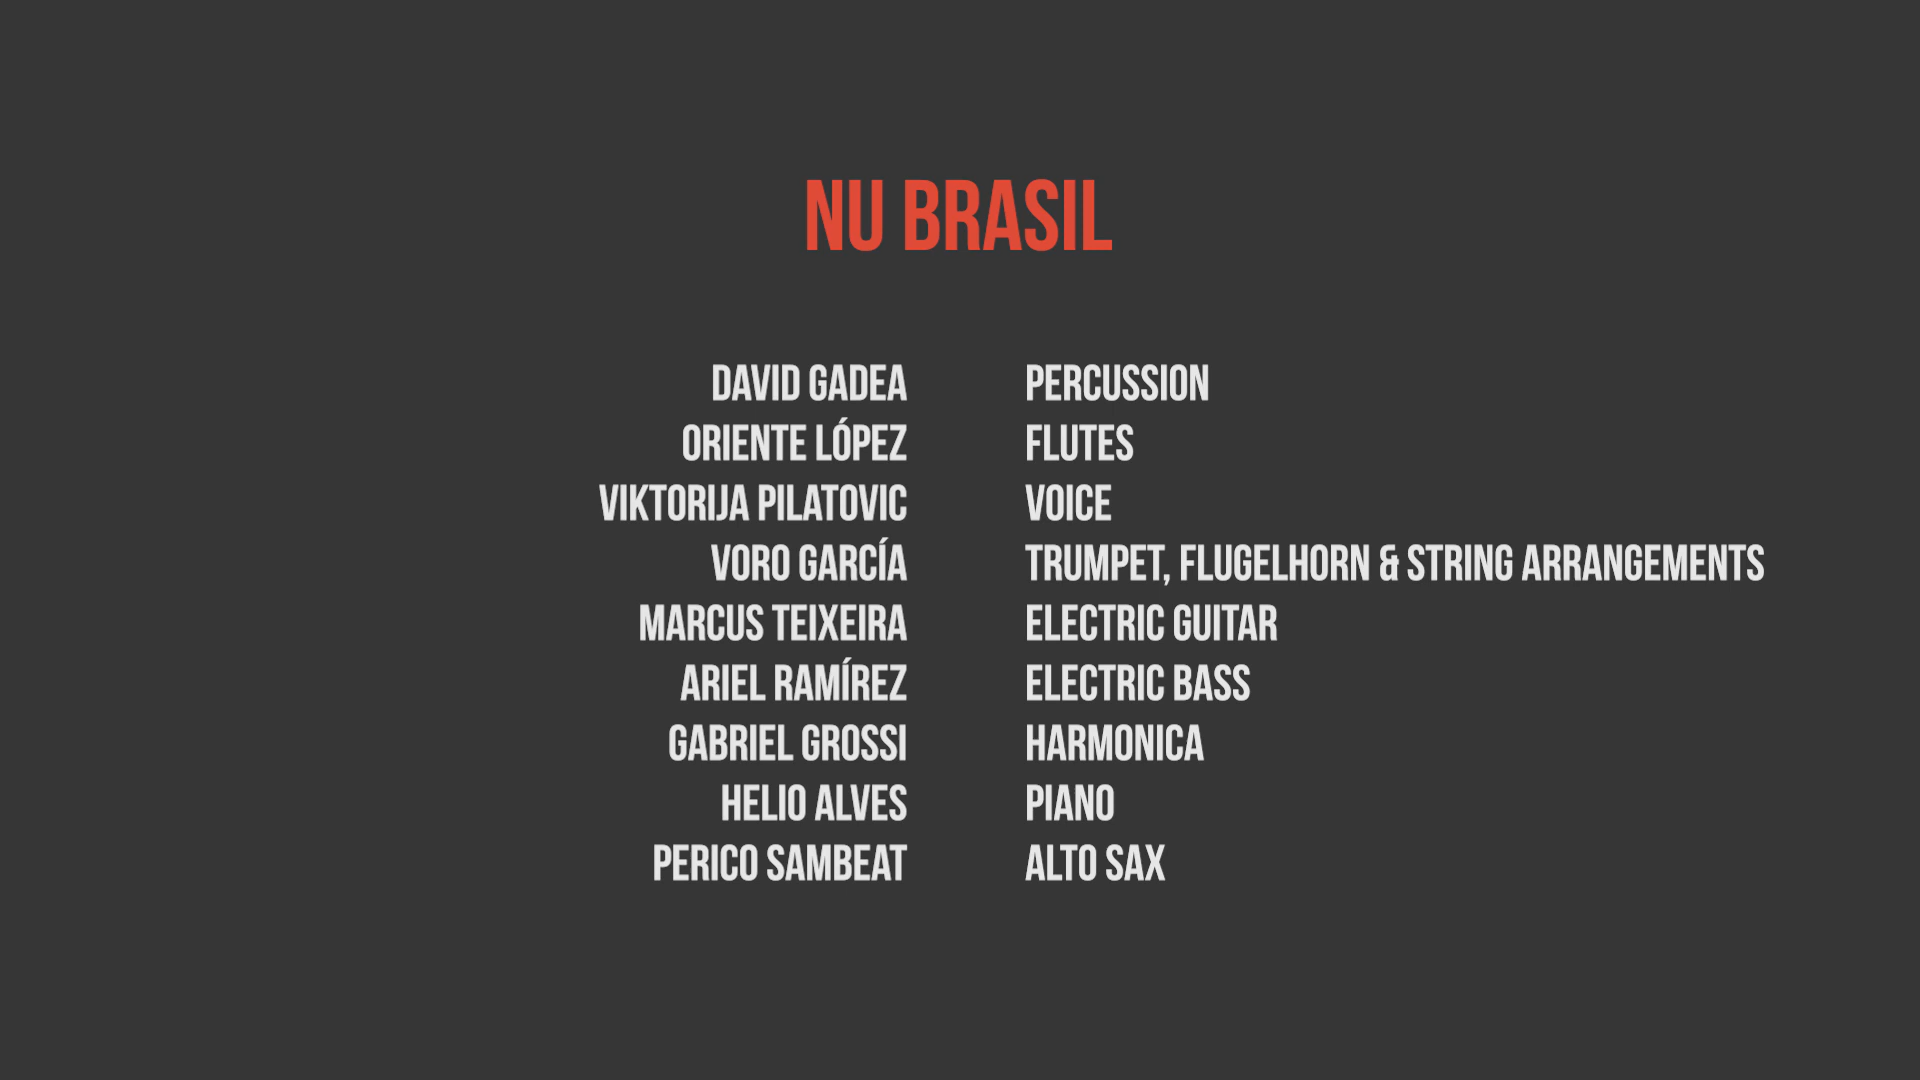 NU BRASIL
DAVID GADEA PERCUSSION
ORIENTE LÓPEZ FLUTES
VIKTORIJA PILATOVIC VOICE
VORO GARCÍA TRUMPET, FLUGELHORN & STRING ARRANGEMENTS
MARCUS TEIXEIRA ELECTRIC GUITAR
ARIEL RAMÍREZ ELECTRIC BASS
GABRIEL GROSSI HARMONICA
HELIO ALVES PIANO
PERICO SAMBEAT ALTO SAX